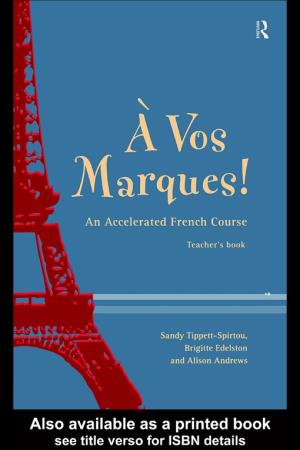 À Vos
Marques!
An Accelerated French Course
Teacher's book
Sandy Tippett-Spirtou,
Brigitte Edelston
and Alison Andrews
Also available as a printed book
see title verso for ISBN details